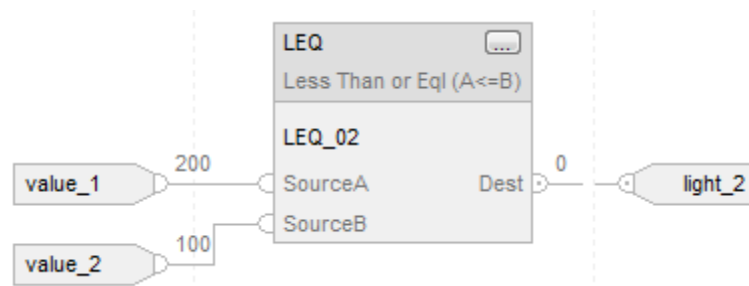 LEQ
...
Less Than or Eql (A<=B)
LEQ_02
value_1
200
SourceA
Dest
0
light_2
value_2
100
SourceB